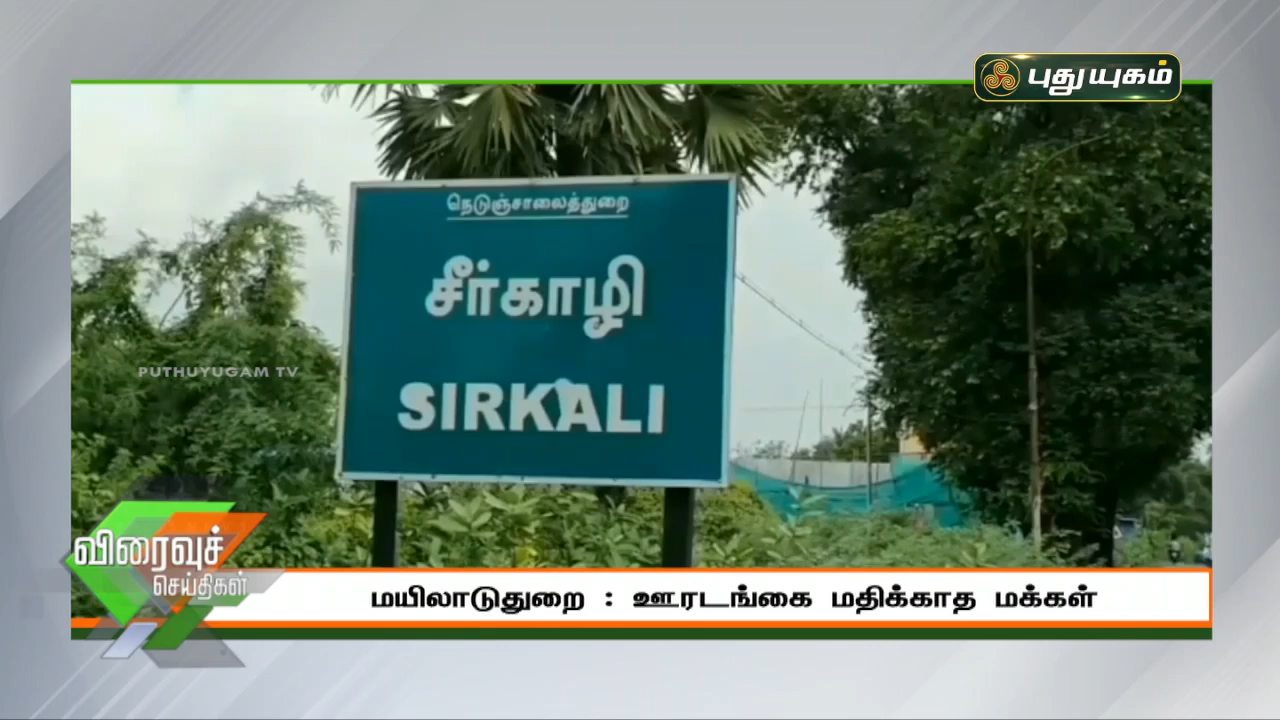 புதுயுகம்
நெடுஞ்சாலைத்துறை
சீர்காழி
SIRKALI
PUTHUYUGAM TV
விரைவுச்
செய்திகள்
மயிலாடுதுறை : ஊரடங்கை மதிக்காத மக்கள்